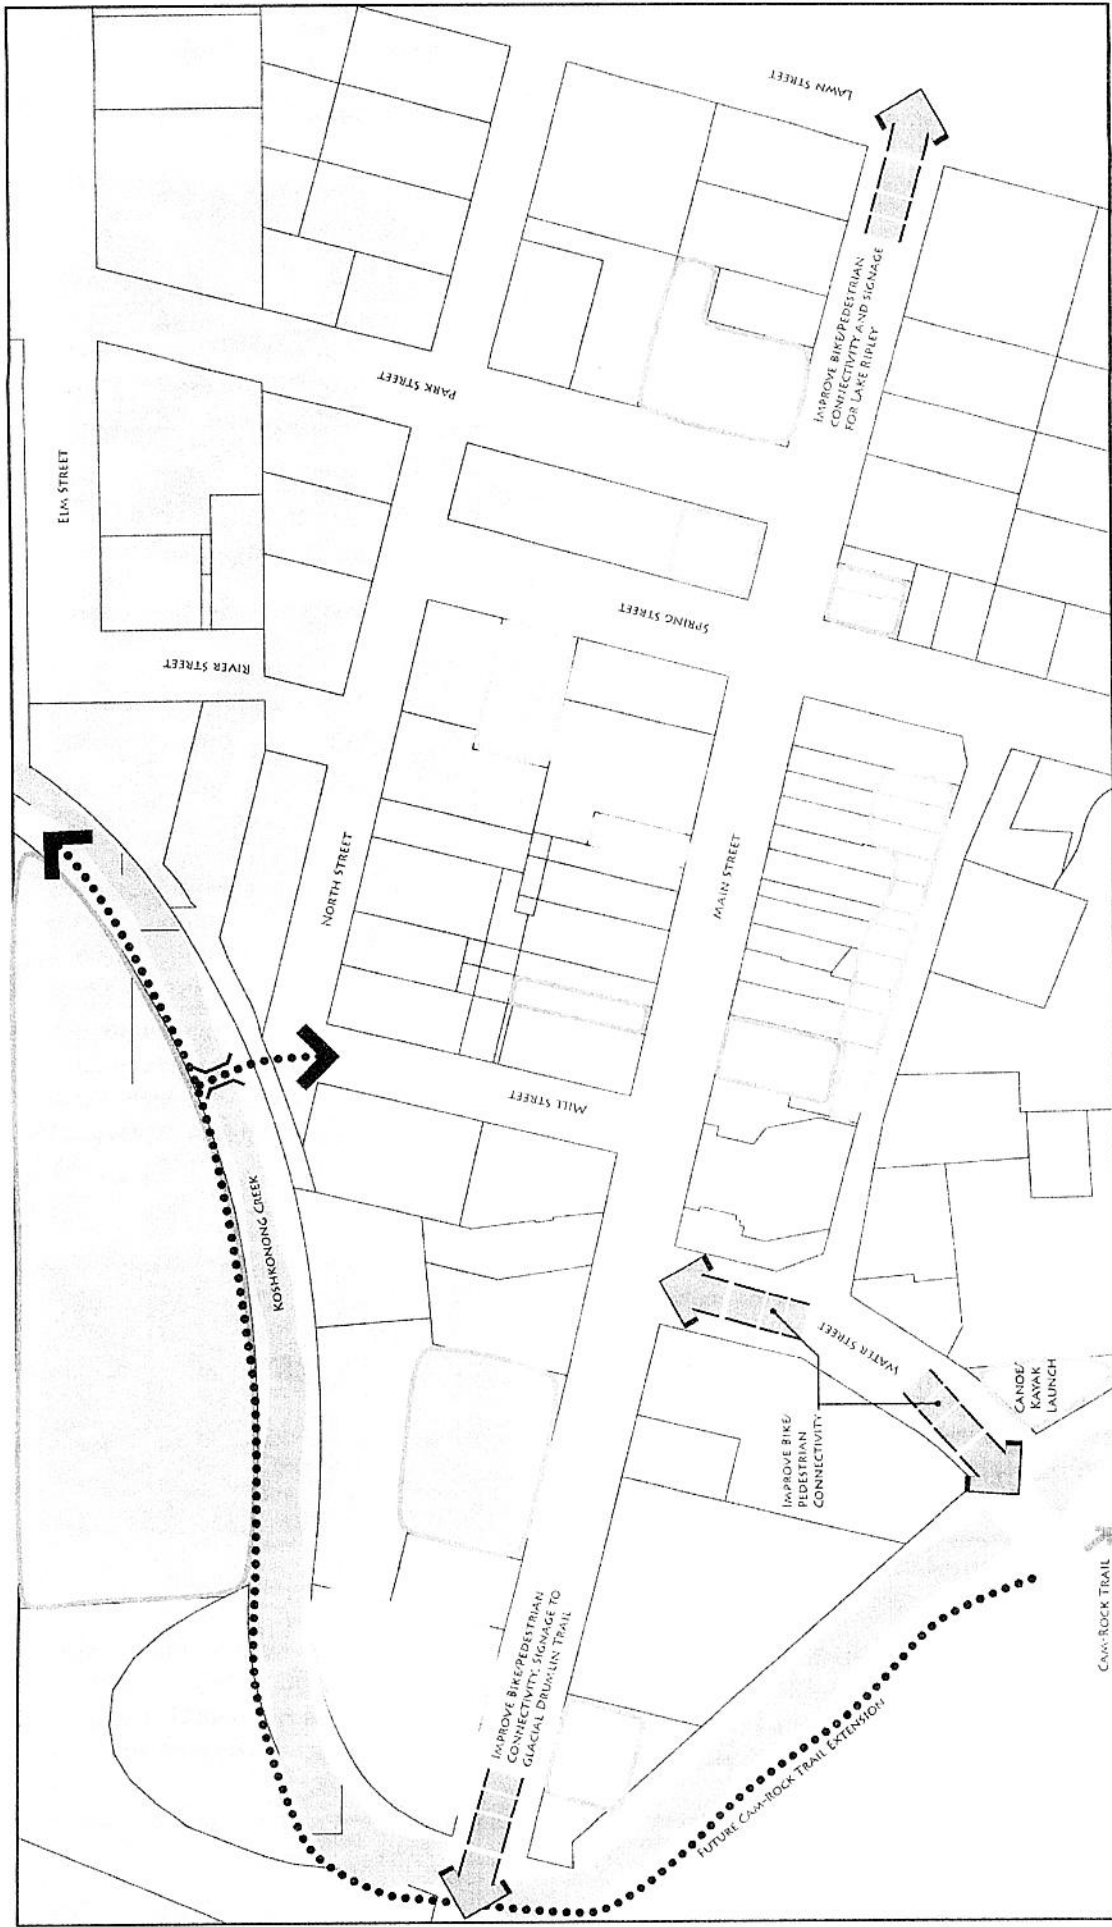 LAWN STREET
IMPROVE BIKE/PEDESTRIAN
CONNECTIVITY AND SIGNAGE
FOR LAKE RIPLEY
PARK STREET
ELM STREET
SPRING STREET
RIVER STREET
NORTH STREET
MAIN STREET
MILL STREET
KOSHKONONG CREEK
WATER STREET
CANOE/
KAYAK
LAUNCH
IMPROVE BIKE/
PEDESTRIAN
CONNECTIVITY
IMPROVE BIKE/PEDESTRIAN
CONNECTIVITY; SIGNAGE TO
GLACIAL DRUMLIN TRAIL
FUTURE CAM-ROCK TRAIL EXTENSION
CAM-ROCK TRAIL